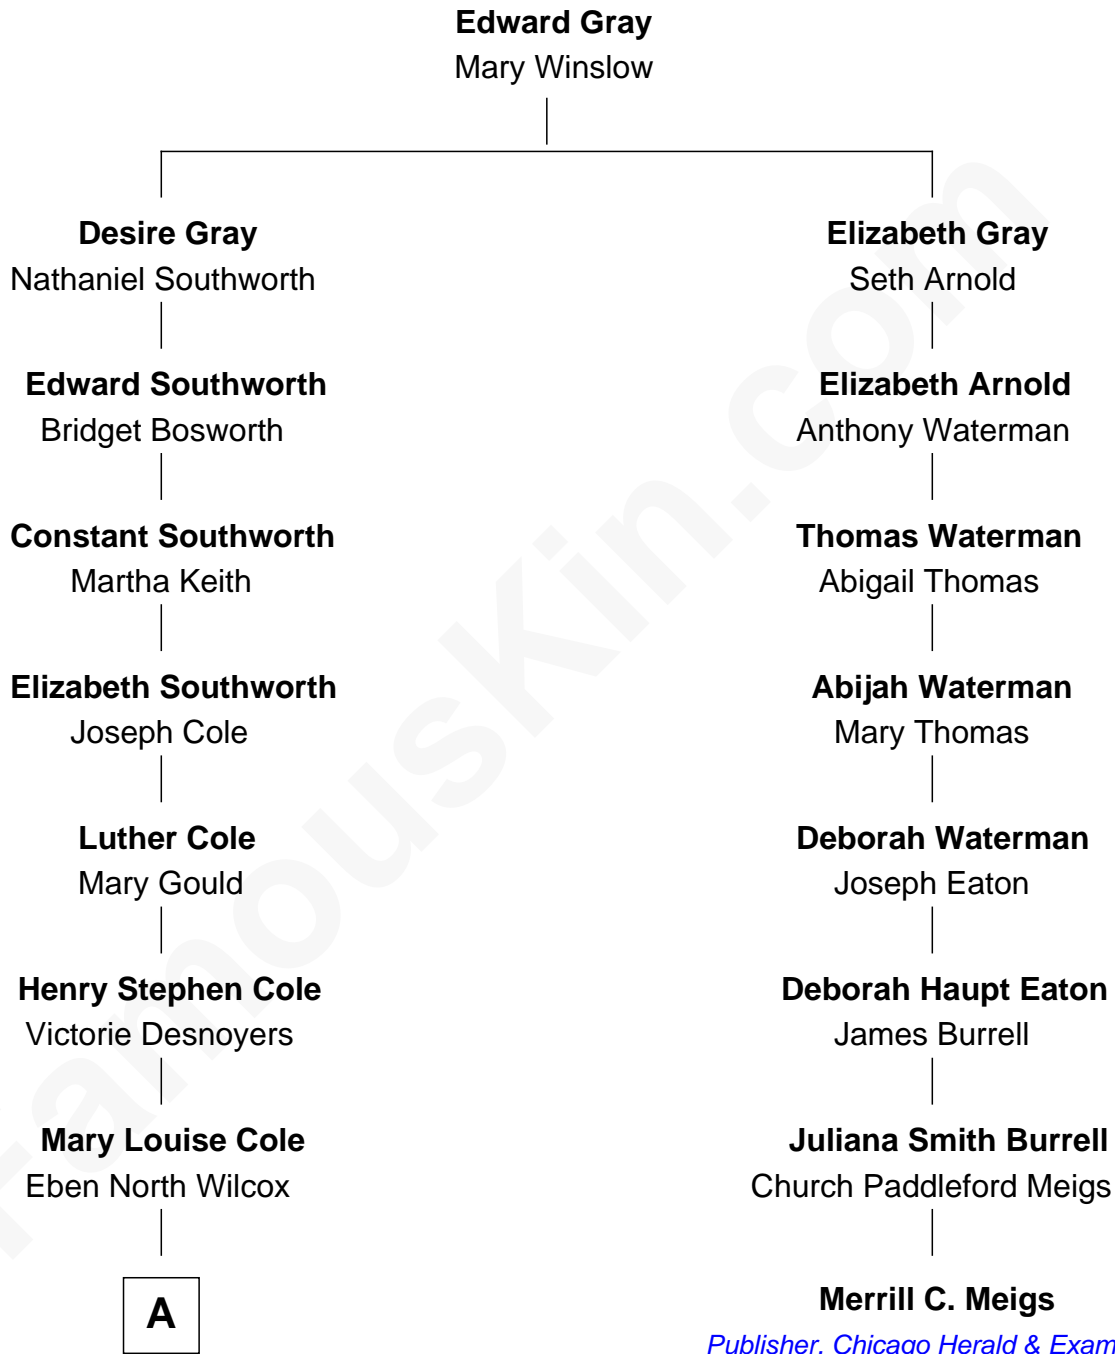 Edward Gray
Mary Winslow
Desire Gray
Nathaniel Southworth
Edward Southworth
Bridget Bosworth
Constant Southworth
Martha Keith
Elizabeth Southworth
Joseph Cole
Luther Cole
Mary Gould
Henry Stephen Cole
Victorie Desnoyers
Mary Louise Cole
Eben North Wilcox
A
Elizabeth Gray
Seth Arnold
Elizabeth Arnold
Anthony Waterman
Thomas Waterman
Abigail Thomas
Abijah Waterman
Mary Thomas
Deborah Waterman
Joseph Eaton
Deborah Haupt Eaton
James Burrell
Juliana Smith Burrell
Church Paddleford Meigs
Merrill C. Meigs
Publisher, Chicago Herald & Exam
FamousKin.com